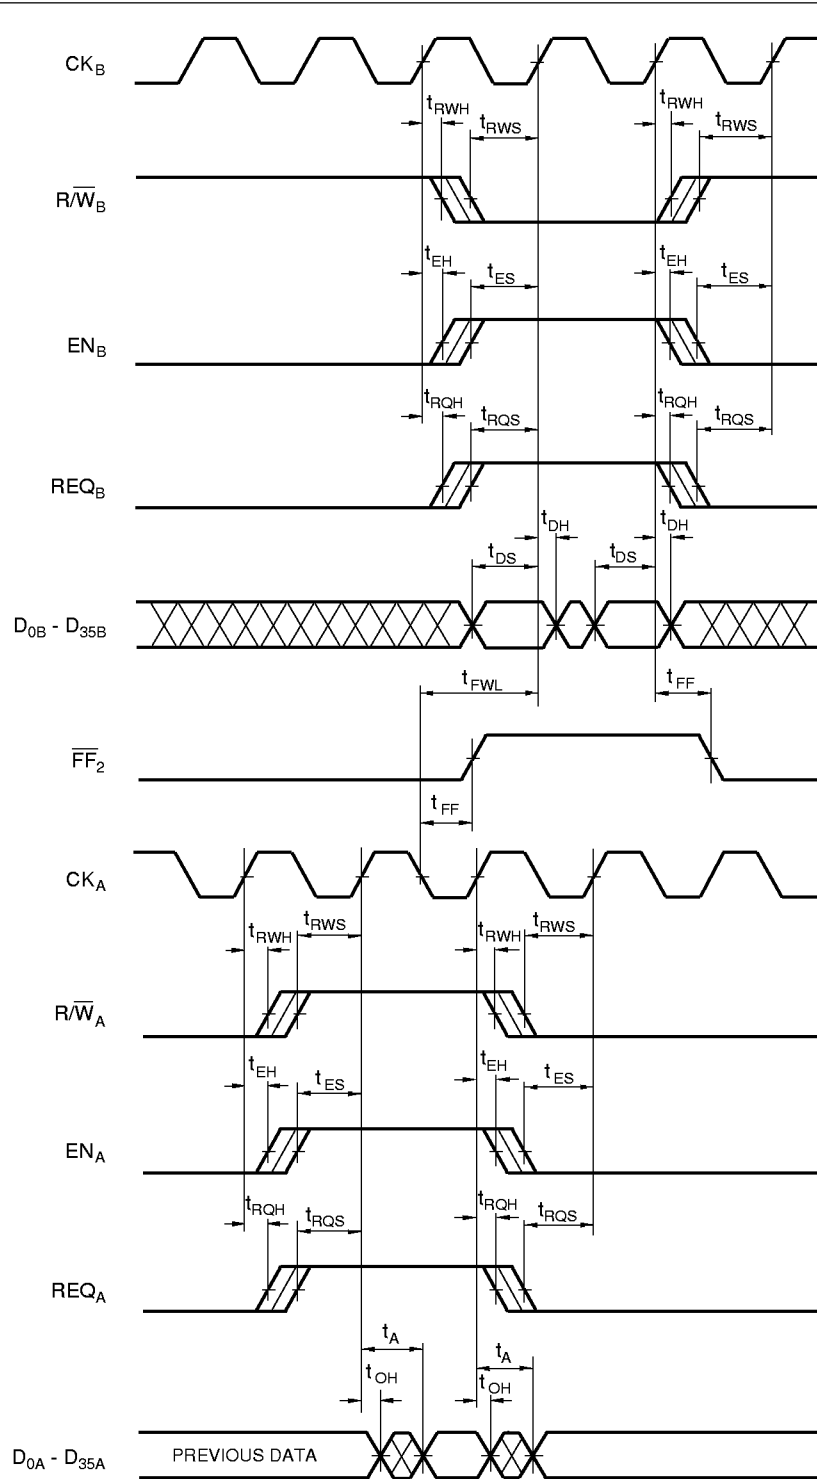 CK_B
t_RWH t_RWS t_RWH t_RWS
R/W̅_B
t_EH t_ES t_EH t_ES
EN_B
t_RQH t_RQS t_RQH t_RQS
REQ_B
t_DH t_DH
t_DS t_DS
D_0B - D_35B
t_FWL t_FF
F̅F̅_2
t_FF
CK_A
t_RWH t_RWS t_RWH t_RWS
R/W̅_A
t_EH t_ES t_EH t_ES
EN_A
t_RQH t_RQS t_RQH t_RQS
REQ_A
t_A t_A
t_OH t_OH
D_0A - D_35A PREVIOUS DATA